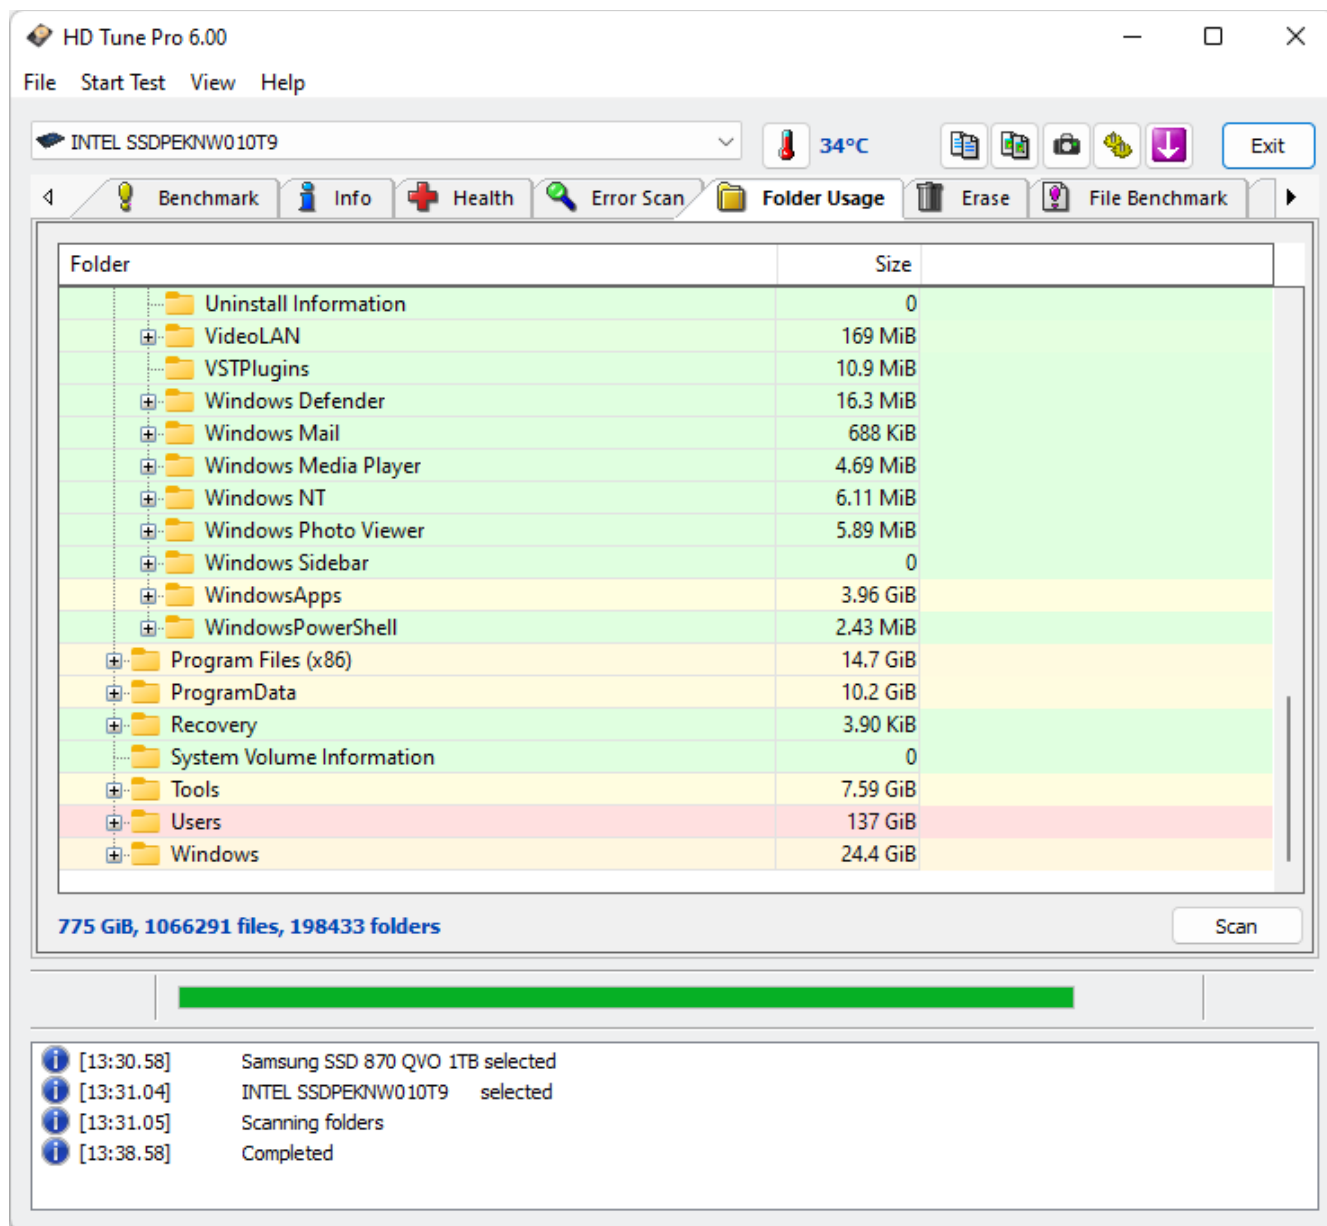 HD Tune Pro 6.00
File Start Test View Help
INTEL SSDPEKNW010T9 34°C Exit
Benchmark Info Health Error Scan Folder Usage Erase File Benchmark
Folder Size
Uninstall Information 0
VideoLAN 169 MiB
VSTPlugins 10.9 MiB
Windows Defender 16.3 MiB
Windows Mail 688 KiB
Windows Media Player 4.69 MiB
Windows NT 6.11 MiB
Windows Photo Viewer 5.89 MiB
Windows Sidebar 0
WindowsApps 3.96 GiB
WindowsPowerShell 2.43 MiB
Program Files (x86) 14.7 GiB
ProgramData 10.2 GiB
Recovery 3.90 KiB
System Volume Information 0
Tools 7.59 GiB
Users 137 GiB
Windows 24.4 GiB
775 GiB, 1066291 files, 198433 folders Scan
[13:30.58] Samsung SSD 870 QVO 1TB selected
[13:31.04] INTEL SSDPEKNW010T9 selected
[13:31.05] Scanning folders
[13:38.58] Completed